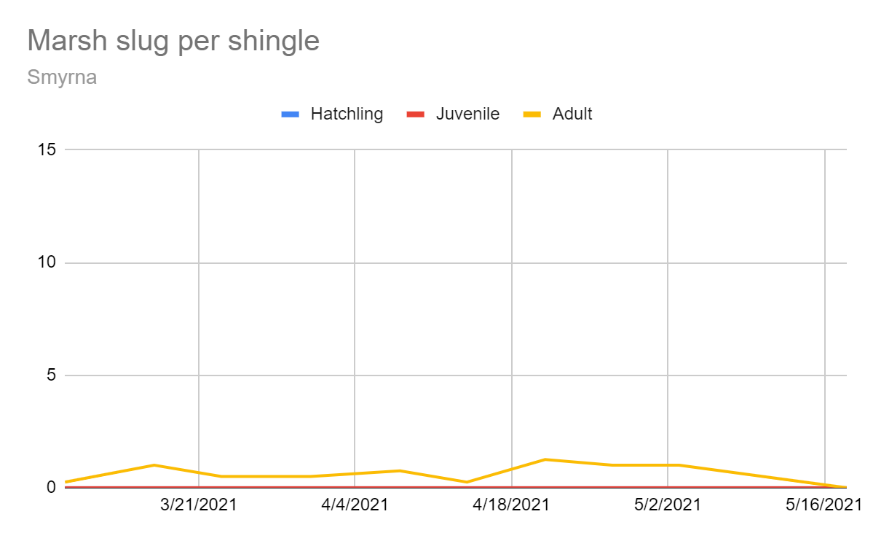 Marsh slug per shingle
Smyrna
Hatchling Juvenile Adult
15
10
5
0
3/21/2021 4/4/2021 4/18/2021 5/2/2021 5/16/2021